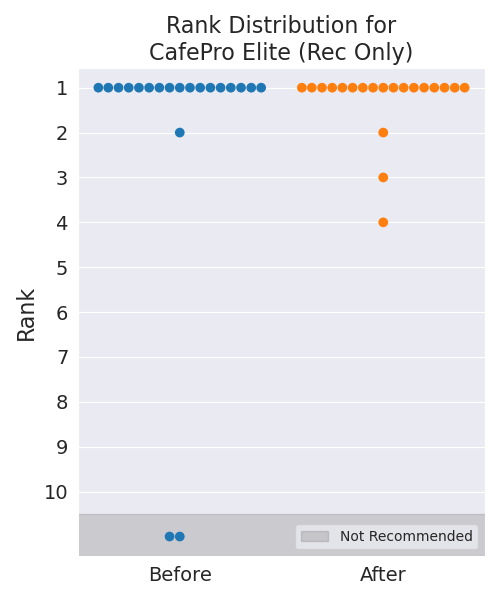 Rank Distribution for
CafePro Elite (Rec Only)
Rank
1
2
3
4
5
6
7
8
9
10
Not Recommended
Before
After